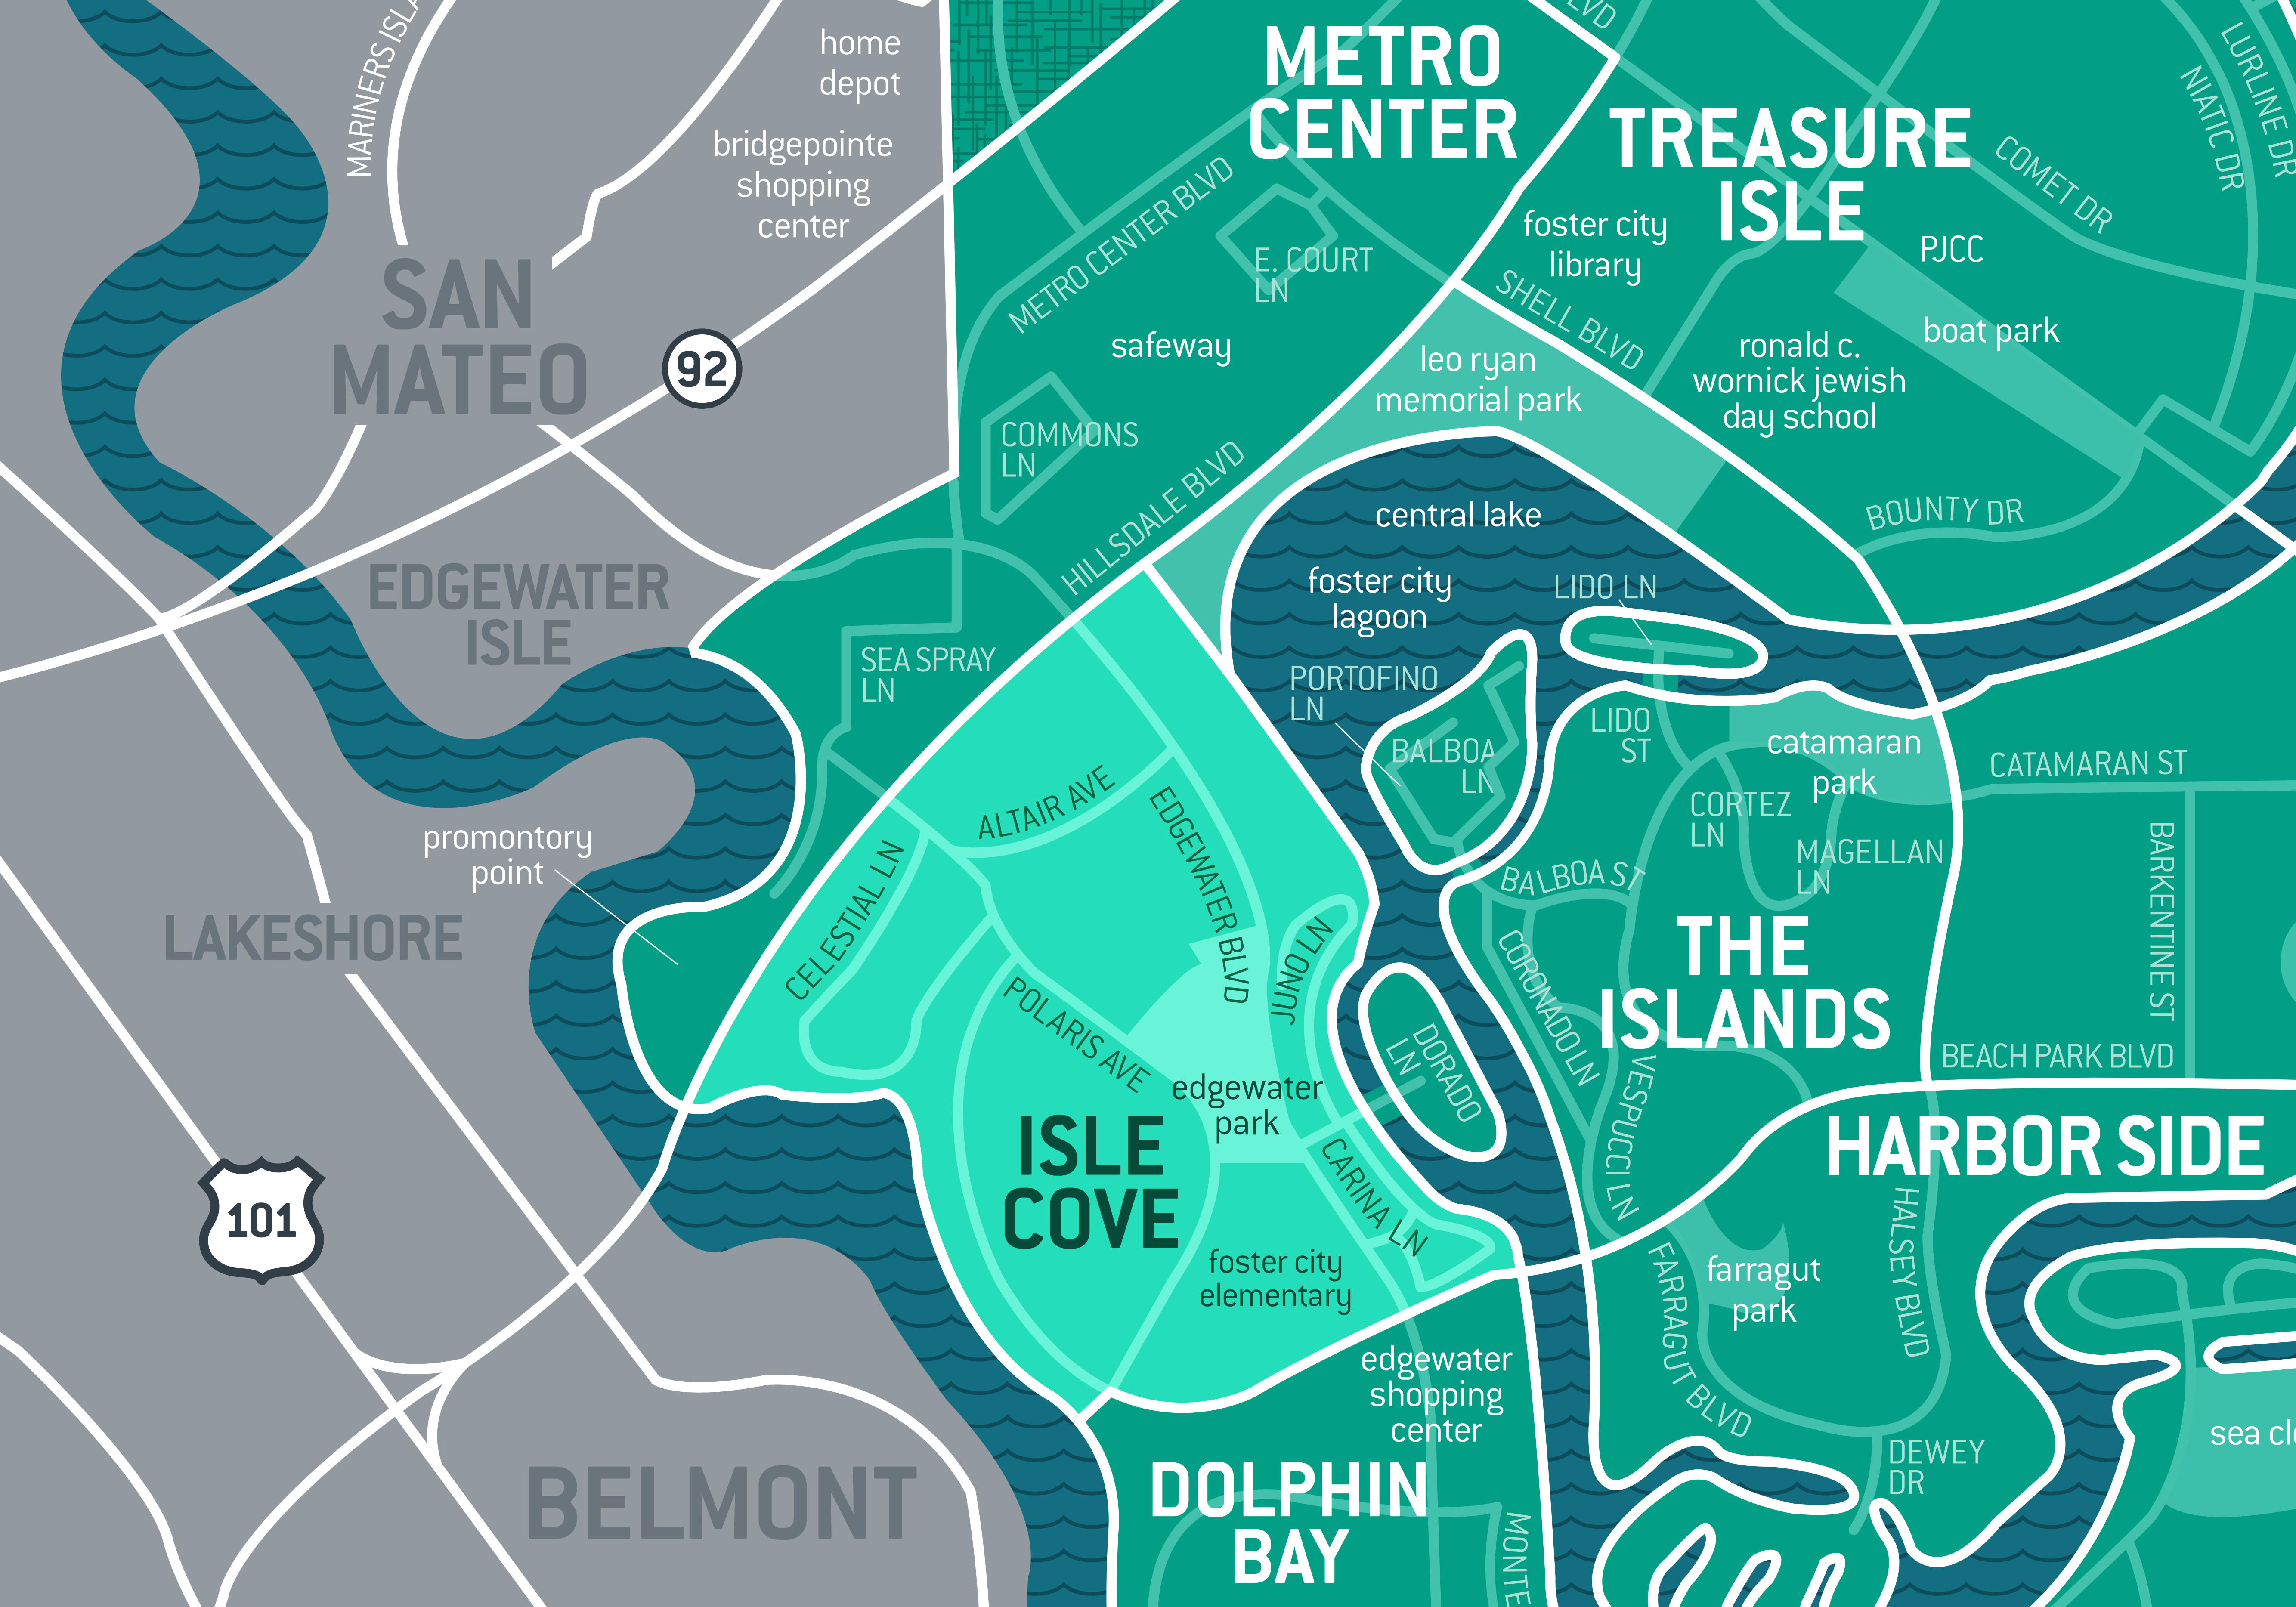 MARINERS
home
depot
bridgepointe
shopping
center
METRO
CENTER
BLVD
TREASURE
ISLE
LURLINE DR
NIATIC DR
COMET DR
METRO CENTER BLVD
E. COURT
LN
foster city
library
PJCC
SAN
MATEO
92
safeway
SHELL BLVD
leo ryan
memorial park
ronald c.
wornick jewish
day school
boat park
COMMONS
LN
HILLSDALE BLVD
central lake
BOUNTY DR
EDGEWATER
ISLE
foster city
lagoon
LIDO LN
SEA SPRAY
LN
PORTOFINO
LN
BALBOA
LN
LIDO
ST
catamaran
park
CATAMARAN ST
CORTEZ
LN
MAGELLAN
LN
BARKENTINE ST
promontory
point
ALTAIR AVE
EDGEWATER BLVD
CELESTIAL LN
BALBOA ST
LAKESHORE
JUNO LN
CORONADO LN
THE
ISLANDS
POLARIS AVE
DORADO
LN
VESPUCCI LN
BEACH PARK BLVD
edgewater
park
ISLE
COVE
CARINA LN
HARBOR SIDE
101
foster city
elementary
FARRAGUT BLVD
farragut
park
HALSEY BLVD
edgewater
shopping
center
sea
DEWEY
DR
BELMONT
DOLPHIN
BAY
MONTE